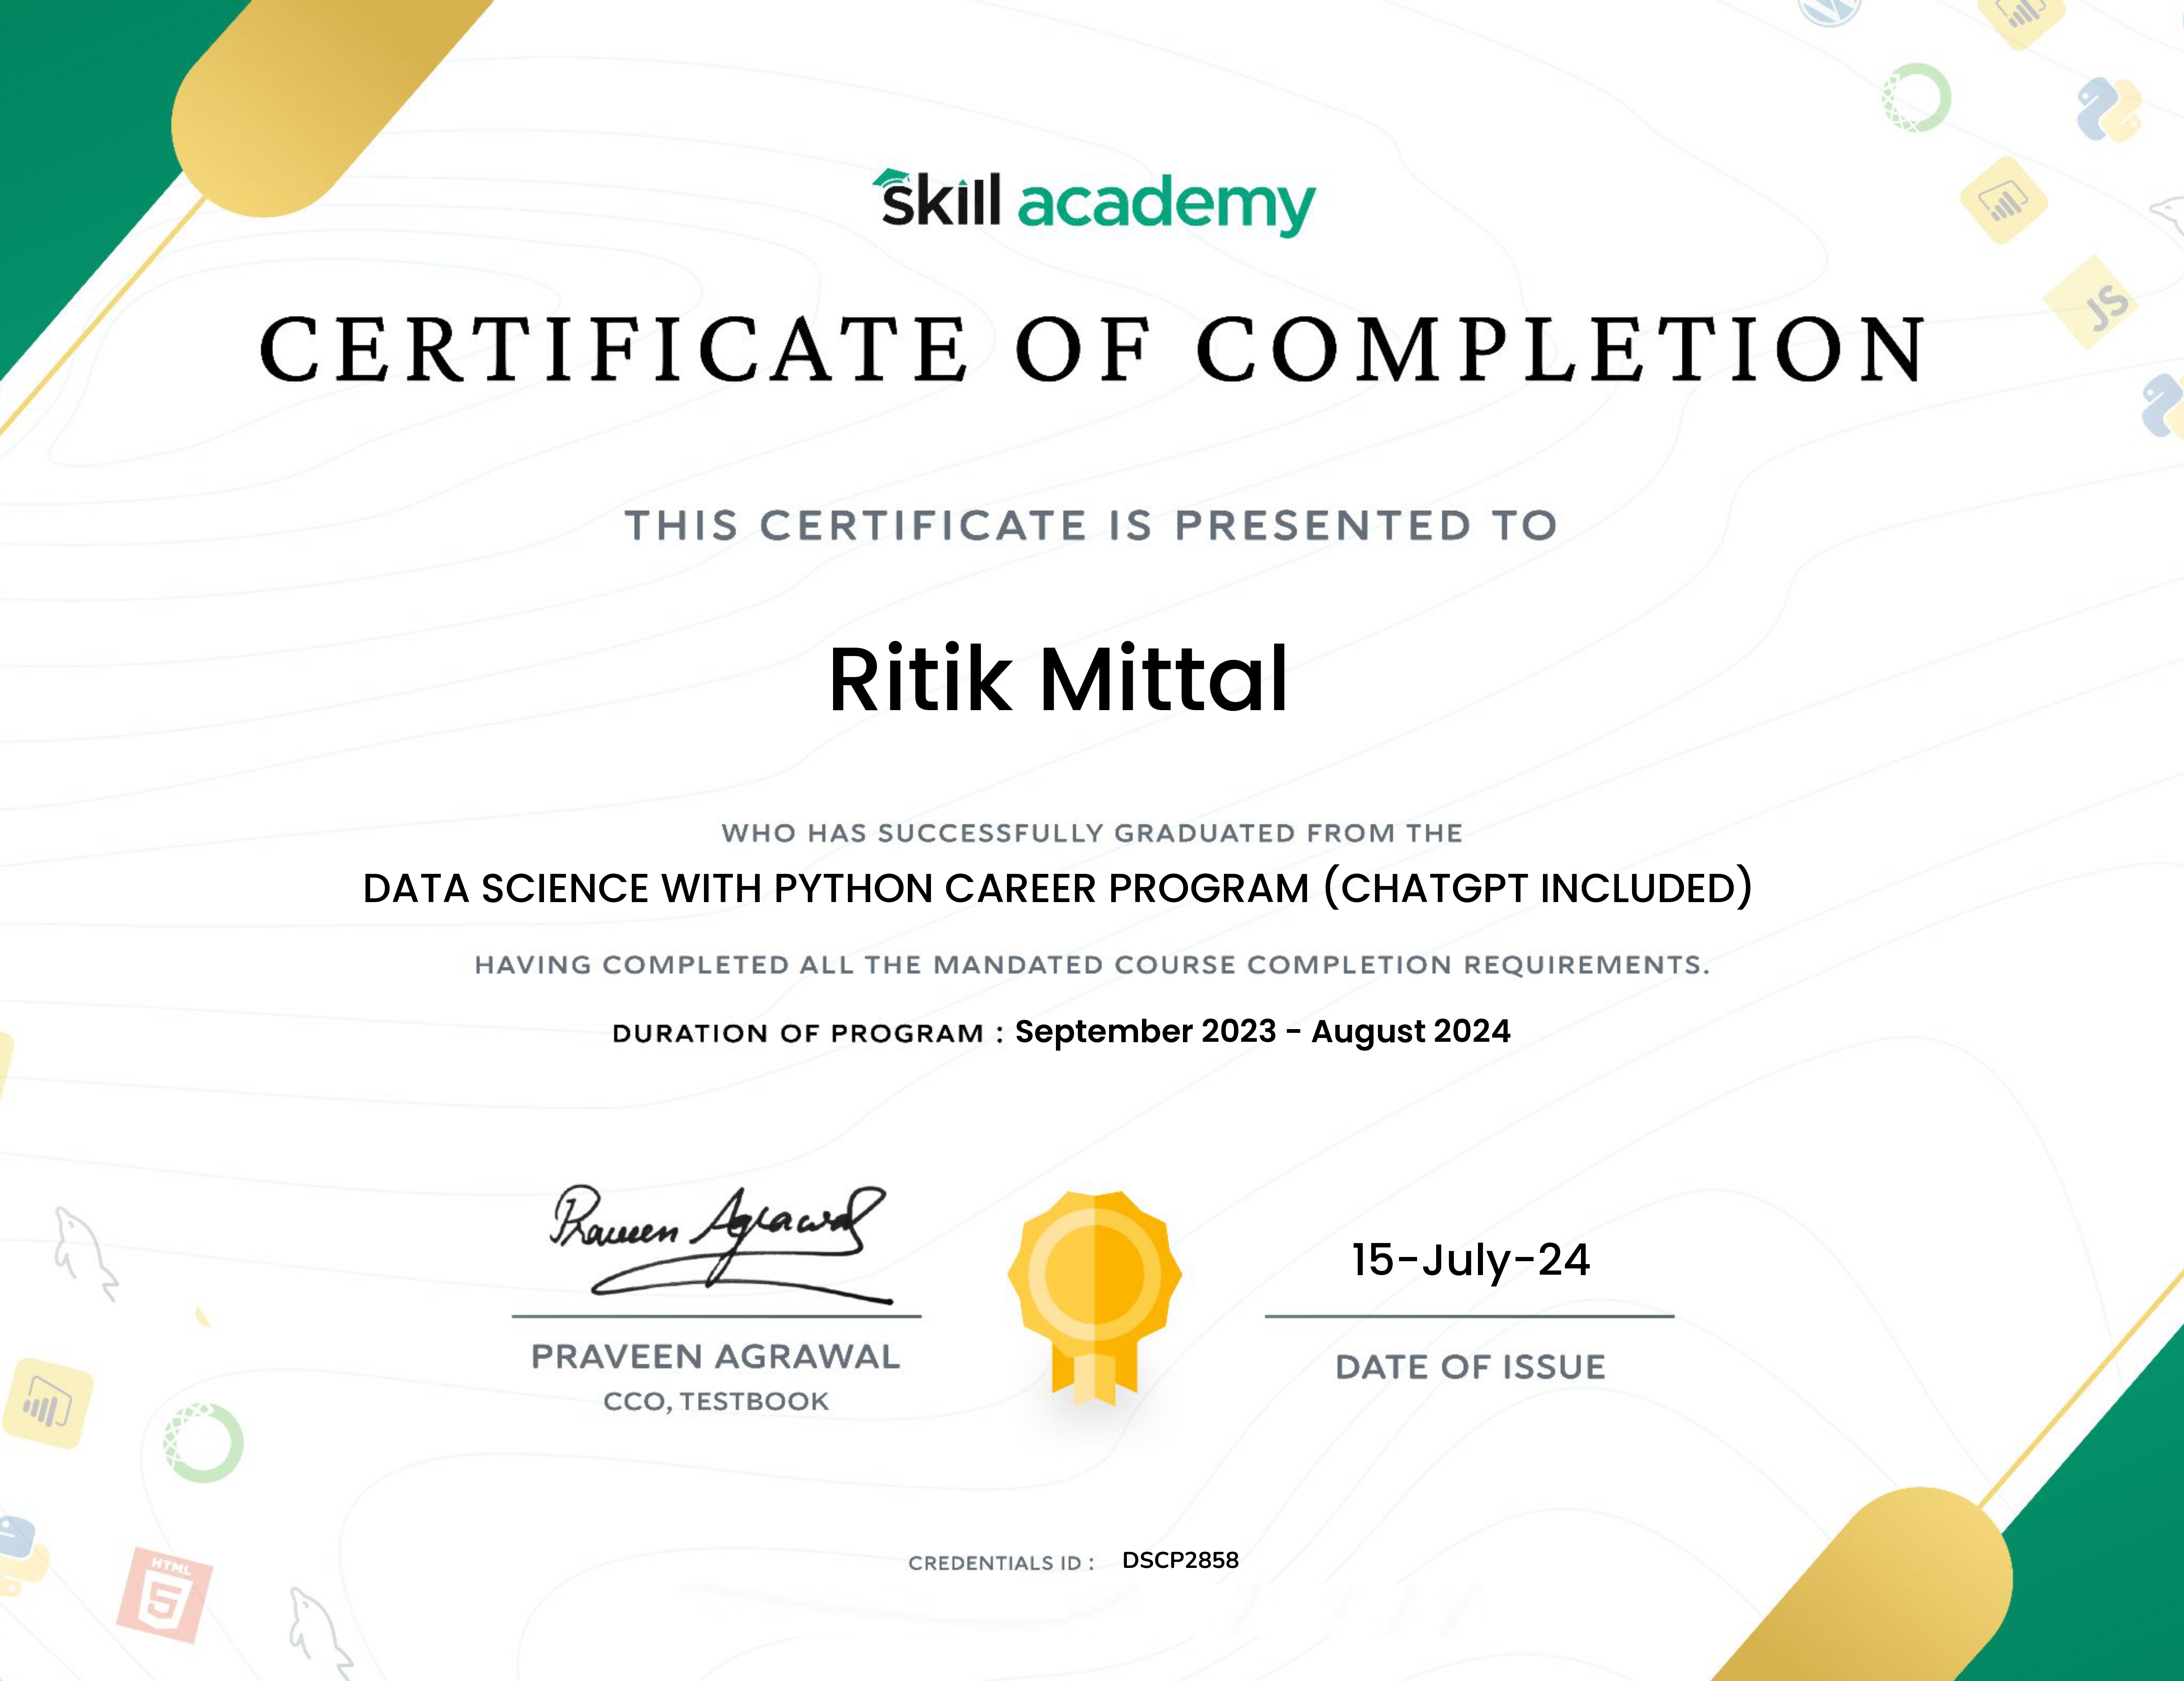 skill academy
CERTIFICATE OF COMPLETION
THIS CERTIFICATE IS PRESENTED TO
Ritik Mittal
WHO HAS SUCCESSFULLY GRADUATED FROM THE
DATA SCIENCE WITH PYTHON CAREER PROGRAM (CHATGPT INCLUDED)
HAVING COMPLETED ALL THE MANDATED COURSE COMPLETION REQUIREMENTS.
DURATION OF PROGRAM : September 2023 - August 2024
Praveen Agrawal
15-July-24
PRAVEEN AGRAWAL
DATE OF ISSUE
CCO, TESTBOOK
CREDENTIALS ID : DSCP2858
JS
HTML
5